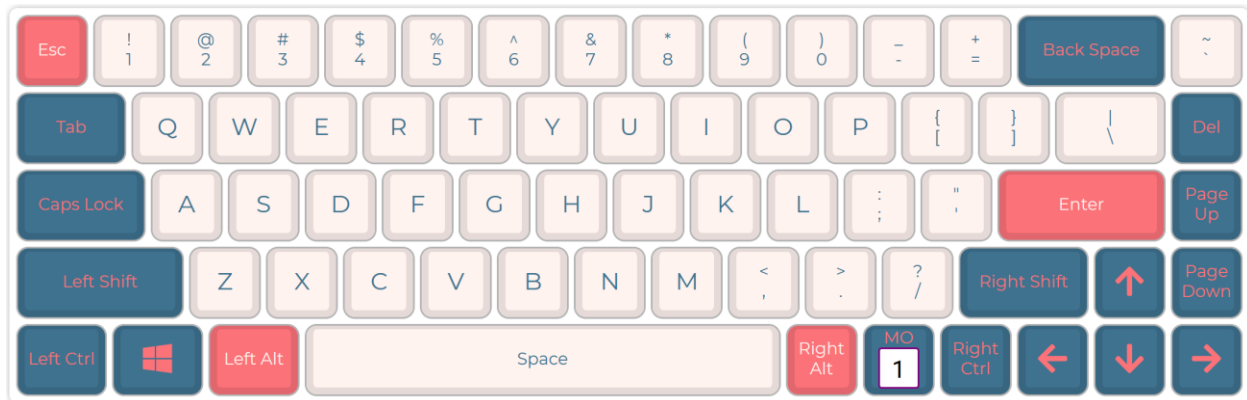 Esc ! @ # $ % ^ & * ( ) _ + Back Space ~
1 2 3 4 5 6 7 8 9 0 - = `
Tab Q W E R T Y U I O P { } | Del
[ ] \
Caps Lock A S D F G H J K L : " Enter Page Up
; '
Left Shift Z X C V B N M < > ? Right Shift Page Down
, . /
Left Ctrl Left Alt Space Right Alt MO Right Ctrl
1